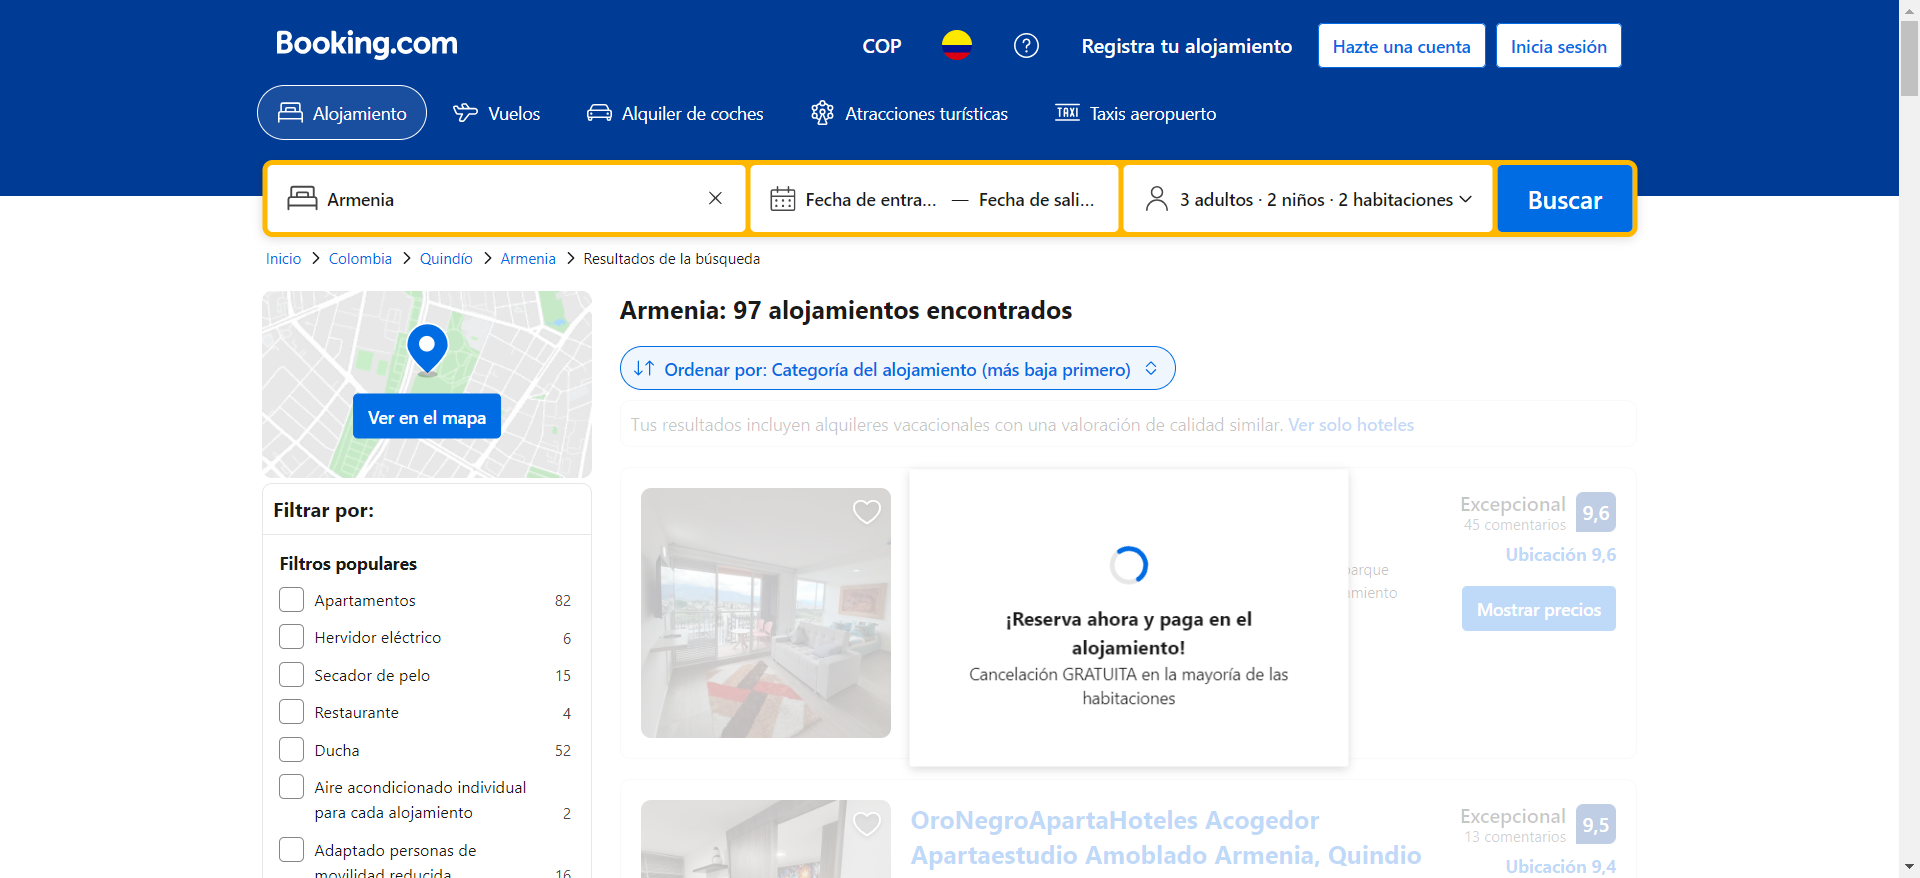 Booking.com
COP
Registra tu alojamiento
Hazte una cuenta
Inicia sesión
Alojamiento
Vuelos
Alquiler de coches
Atracciones turísticas
TAXI
Taxis aeropuerto
Armenia
Fecha de entra... — Fecha de sali...
3 adultos · 2 niños · 2 habitaciones
Buscar
Inicio > Colombia > Quindío > Armenia > Resultados de la búsqueda
Ver en el mapa
Filtrar por:
Filtros populares
Apartamentos 82
Hervidor eléctrico 6
Secador de pelo 15
Restaurante 4
Ducha 52
Aire acondicionado individual
para cada alojamiento 2
Adaptado personas de
movilidad reducida 16
Armenia: 97 alojamientos encontrados
Ordenar por: Categoría del alojamiento (más baja primero)
Tus resultados incluyen alquileres vacacionales con una valoración de calidad similar. Ver solo hoteles
¡Reserva ahora y paga en el
alojamiento!
Cancelación GRATUITA en la mayoría de las
habitaciones
Excepcional 9,6
45 comentarios
Ubicación 9,6
parque
Mostrar precios
OroNegroApartaHoteles Acogedor
Apartaestudio Amoblado Armenia, Quindio
Excepcional 9,5
13 comentarios
Ubicación 9,4